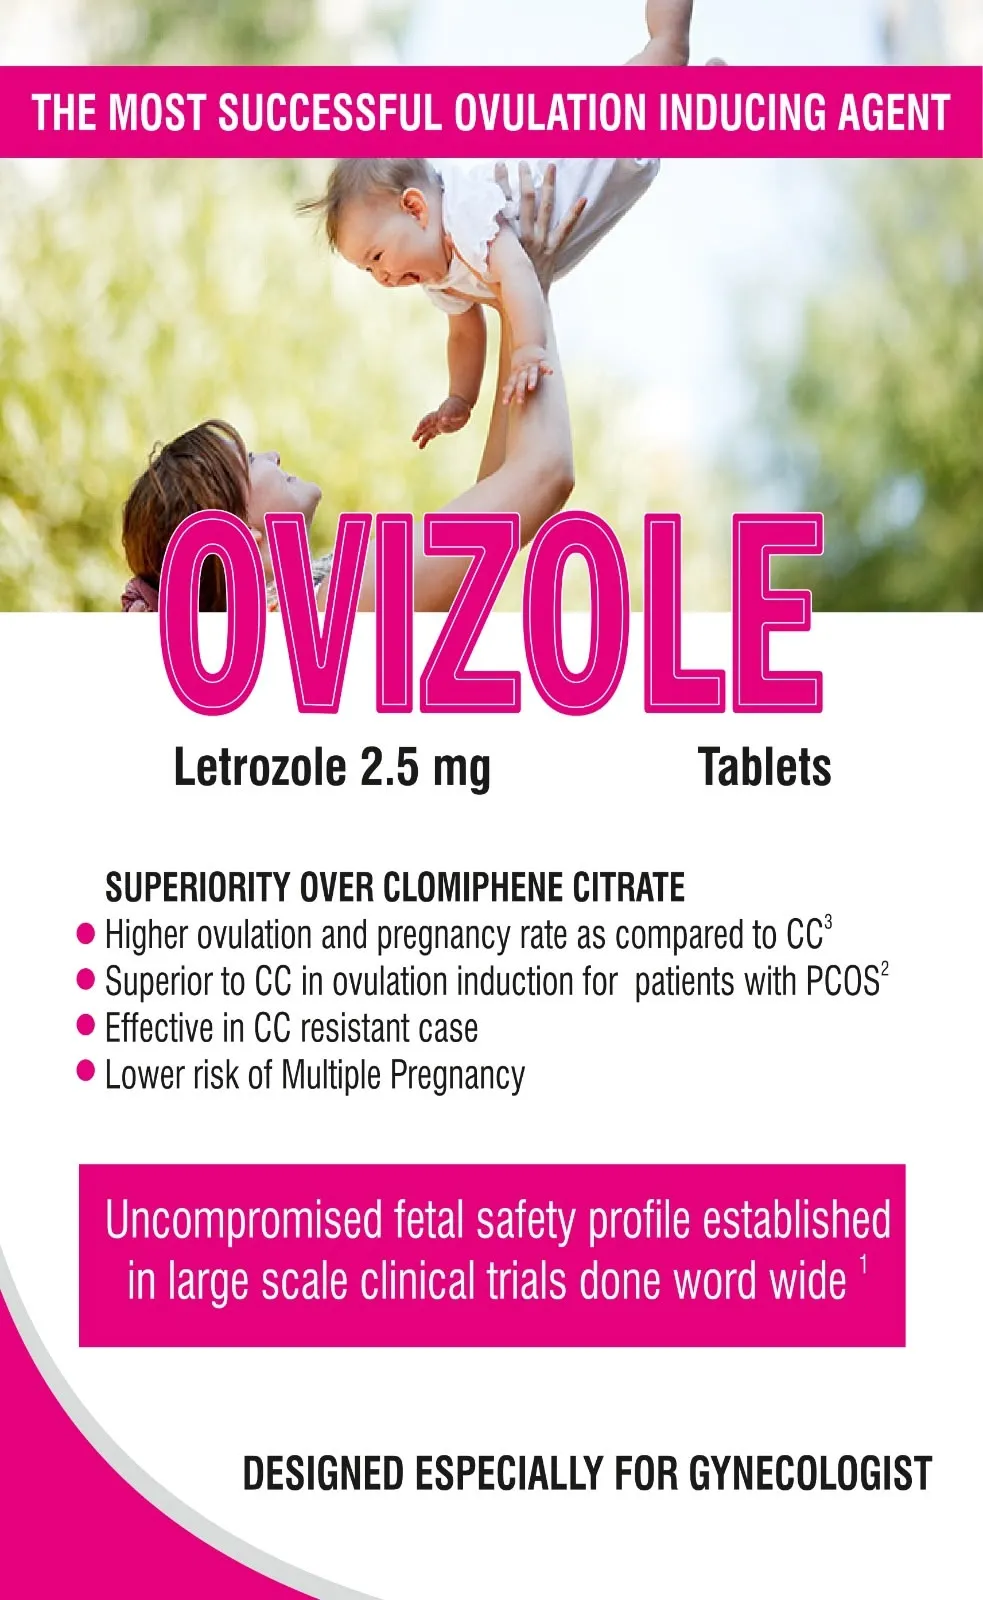 THE MOST SUCCESSFUL OVULATION INDUCING AGENT
OVIZOLE
Letrozole 2.5 mg Tablets
SUPERIORITY OVER CLOMIPHENE CITRATE
Higher ovulation and pregnancy rate as compared to CC³
Superior to CC in ovulation induction for patients with PCOS²
Effective in CC resistant case
Lower risk of Multiple Pregnancy
Uncompromised fetal safety profile established
in large scale clinical trials done word wide ¹
DESIGNED ESPECIALLY FOR GYNECOLOGIST